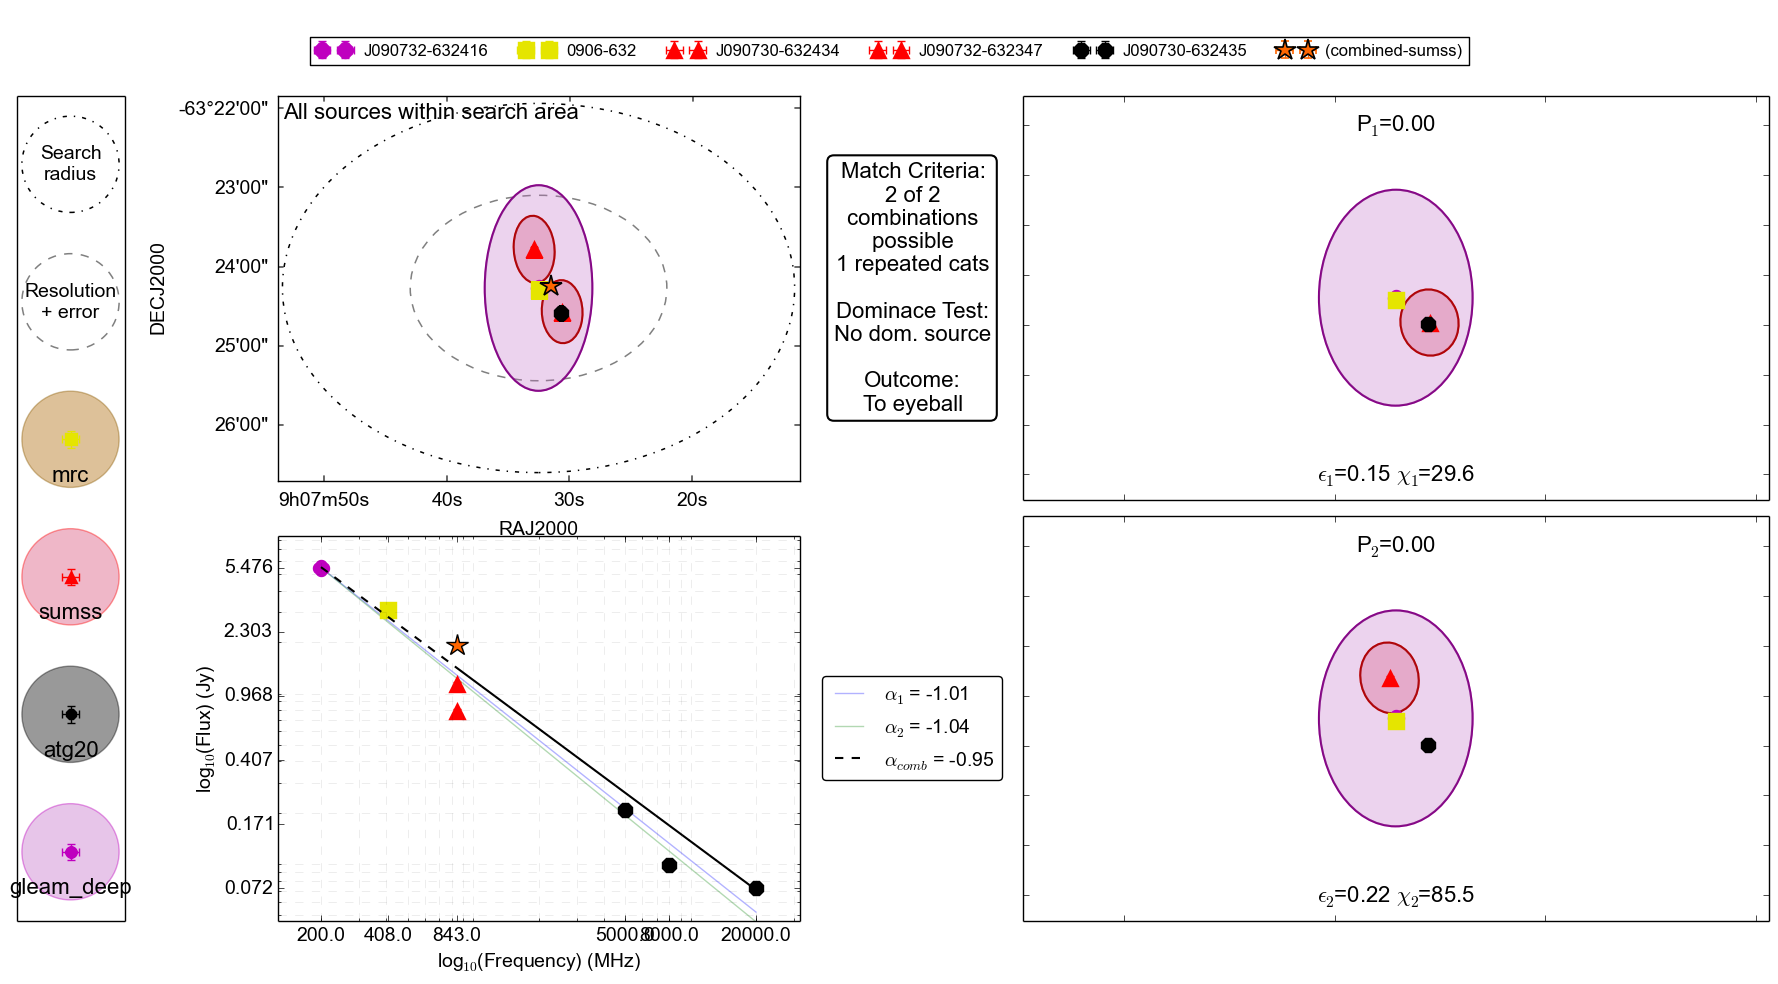 J090732-632416 0906-632 J090730-632434 J090732-632347 J090730-632435 (combined-sumss)
Search
radius
Resolution
+ error
mrc
sumss
atg20
gleam_deep
All sources within search area
DECJ2000
-63°22'00"
23'00"
24'00"
25'00"
26'00"
9h07m50s 40s 30s 20s
RAJ2000
Match Criteria:
2 of 2
combinations
possible
1 repeated cats
Dominace Test:
No dom. source
Outcome:
To eyeball
P1=0.00
ϵ1=0.15 χ1=29.6
log10(Flux) (Jy)
5.476
2.303
0.968
0.407
0.171
0.072
200.0 408.0 843.0 5000.0 8000.0 20000.0
log10(Frequency) (MHz)
α1 = -1.01
α2 = -1.04
αcomb = -0.95
P2=0.00
ϵ2=0.22 χ2=85.5